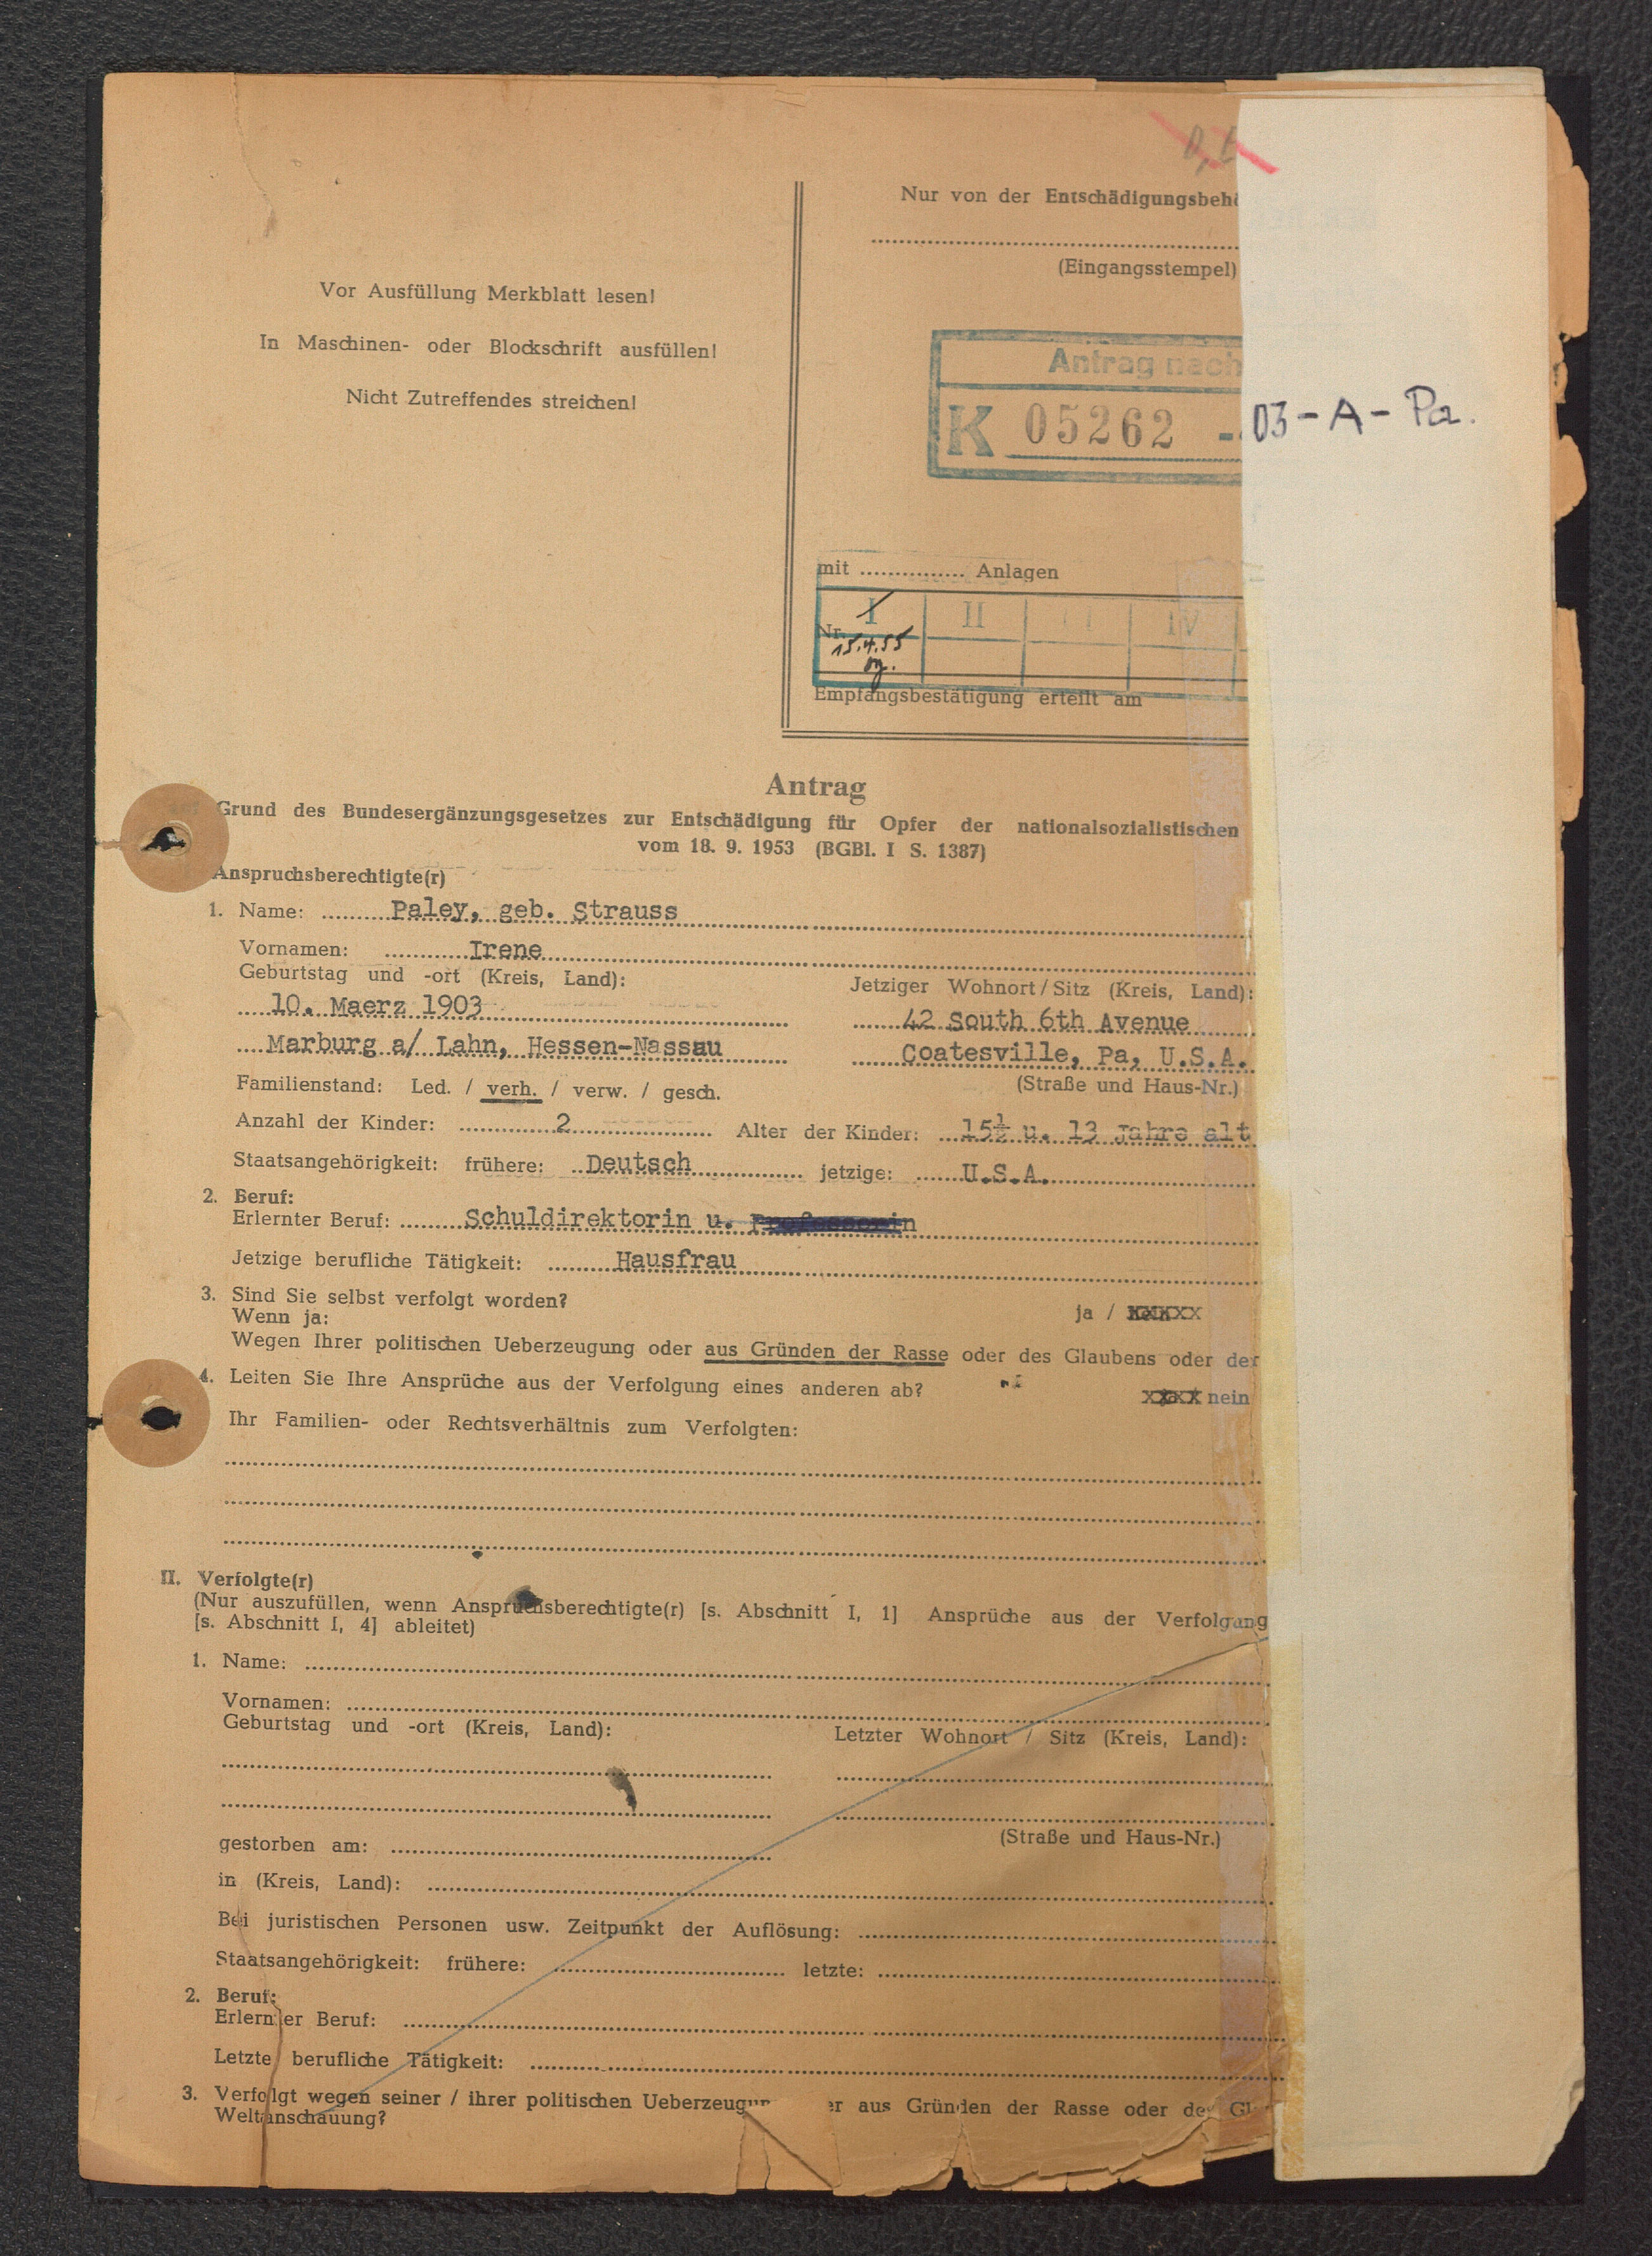 Nur von der Entschädigungsbehö
(Eingangsstempel)
Vor Ausfüllung Merkblatt lesen!
In Maschinen- oder Blockschrift ausfüllen!
Nicht Zutreffendes streichen!
Antrag nach
K 05262 - 03-A-Pa.
mit ............... Anlagen
I II III IV
Nr.
15.4.55
Empfangsbestätigung erteilt am
Antrag
Grund des Bundesergänzungsgesetzes zur Entschädigung für Opfer der nationalsozialistischen
vom 18. 9. 1953 (BGBl. I S. 1387)
Anspruchsberechtigte(r)
1. Name: Paley, geb. Strauss
Vornamen: Irene
Geburtstag und -ort (Kreis, Land): Jetziger Wohnort / Sitz (Kreis, Land):
10. Maerz 1903 42 South 6th Avenue
Marburg a/ Lahn, Hessen-Nassau Coatesville, Pa, U.S.A.
Familienstand: Led. / verh. / verw. / gesch. (Straße und Haus-Nr.)
Anzahl der Kinder: 2 Alter der Kinder: 15½ u. 13 Jahre alt
Staatsangehörigkeit: frühere: Deutsch jetzige: U.S.A.
2. Beruf:
Erlernter Beruf: Schuldirektorin u. Professorin
Jetzige berufliche Tätigkeit: Hausfrau
3. Sind Sie selbst verfolgt worden?
Wenn ja: ja / xxxxx
Wegen Ihrer politischen Ueberzeugung oder aus Gründen der Rasse oder des Glaubens oder der
4. Leiten Sie Ihre Ansprüche aus der Verfolgung eines anderen ab? xxxx nein
Ihr Familien- oder Rechtsverhältnis zum Verfolgten:
II. Verfolgte(r)
(Nur auszufüllen, wenn Anspruchsberechtigte(r) [s. Abschnitt I, 1] Ansprüche aus der Verfolgung
[s. Abschnitt I, 4] ableitet)
1. Name:
Vornamen:
Geburtstag und -ort (Kreis, Land): Letzter Wohnort / Sitz (Kreis, Land):
gestorben am: (Straße und Haus-Nr.)
in (Kreis, Land):
Bei juristischen Personen usw. Zeitpunkt der Auflösung:
Staatsangehörigkeit: frühere: letzte:
2. Beruf:
Erlernter Beruf:
Letzte berufliche Tätigkeit:
3. Verfolgt wegen seiner / ihrer politischen Ueberzeugun er aus Gründen der Rasse oder des Gl
Weltanschauung?